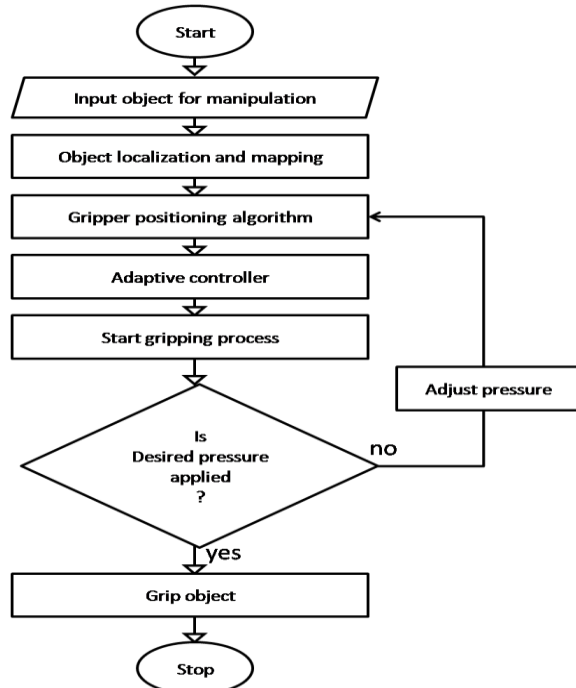 Start
Input object for manipulation
Object localization and mapping
Gripper positioning algorithm
Adaptive controller
Start gripping process
Adjust pressure
Is
Desired pressure
applied
?
no
yes
Grip object
Stop